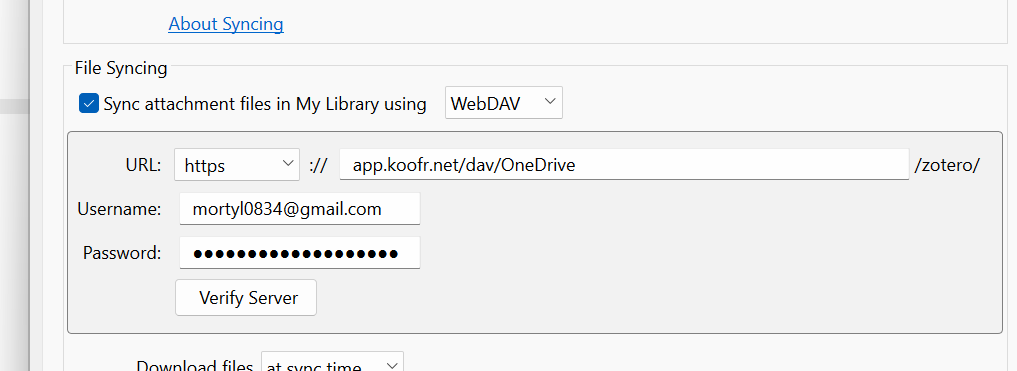 About Syncing
File Syncing
Sync attachment files in My Library using WebDAV
URL: https :// app.koofr.net/dav/OneDrive /zotero/
Username: mortyl0834@gmail.com
Password: ●●●●●●●●●●●●●●●●●●●
Verify Server
Download files at sync time